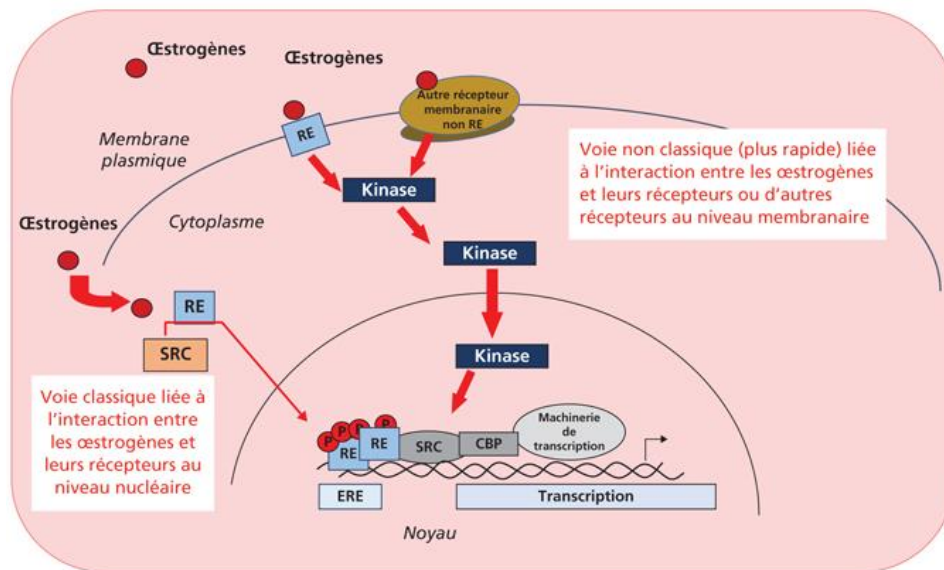 Œstrogènes
Œstrogènes
Autre récepteur
membranaire
non RE
RE
Membrane
plasmique
Kinase
Voie non classique (plus rapide) liée
à l'interaction entre les œstrogènes
et leurs récepteurs ou d'autres
récepteurs au niveau membranaire
Œstrogènes
Cytoplasme
Kinase
RE
SRC
Kinase
Voie classique liée à
l'interaction entre
les œstrogènes et
leurs récepteurs au
niveau nucléaire
Machinerie
de
transcription
P
P
P
P
RE
RE
SRC
CBP
ERE
Transcription
Noyau